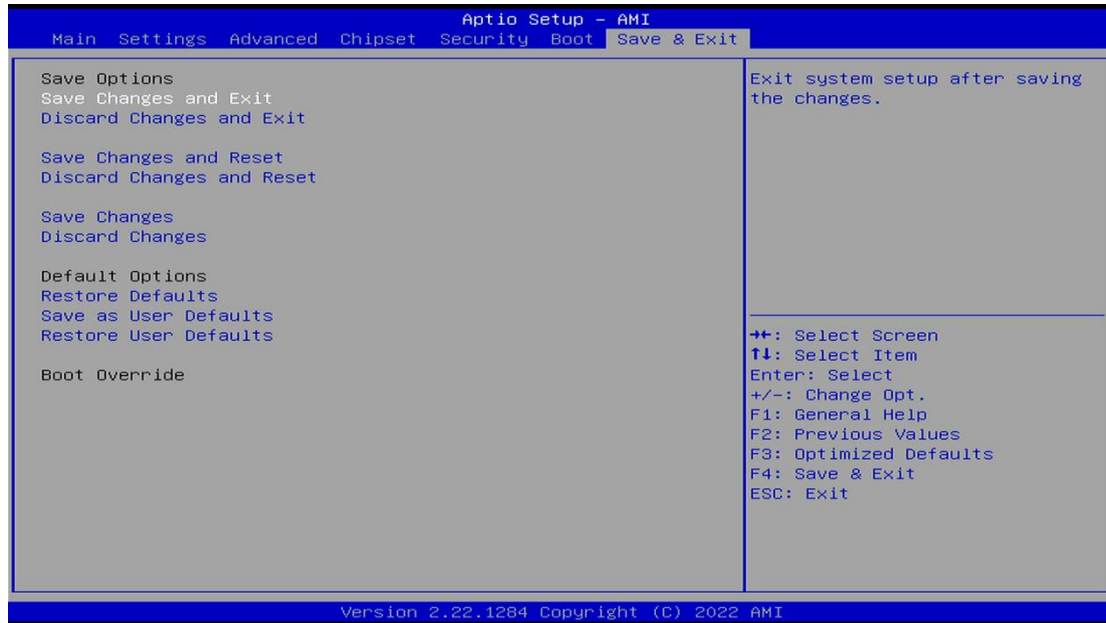 Aptio Setup – AMI
Main Settings Advanced Chipset Security Boot Save & Exit
Save Options
Save Changes and Exit
Discard Changes and Exit
Save Changes and Reset
Discard Changes and Reset
Save Changes
Discard Changes
Default Options
Restore Defaults
Save as User Defaults
Restore User Defaults
Boot Override
Exit system setup after saving
the changes.
→←: Select Screen
↑↓: Select Item
Enter: Select
+/-: Change Opt.
F1: General Help
F2: Previous Values
F3: Optimized Defaults
F4: Save & Exit
ESC: Exit
Version 2.22.1284 Copyright (C) 2022 AMI